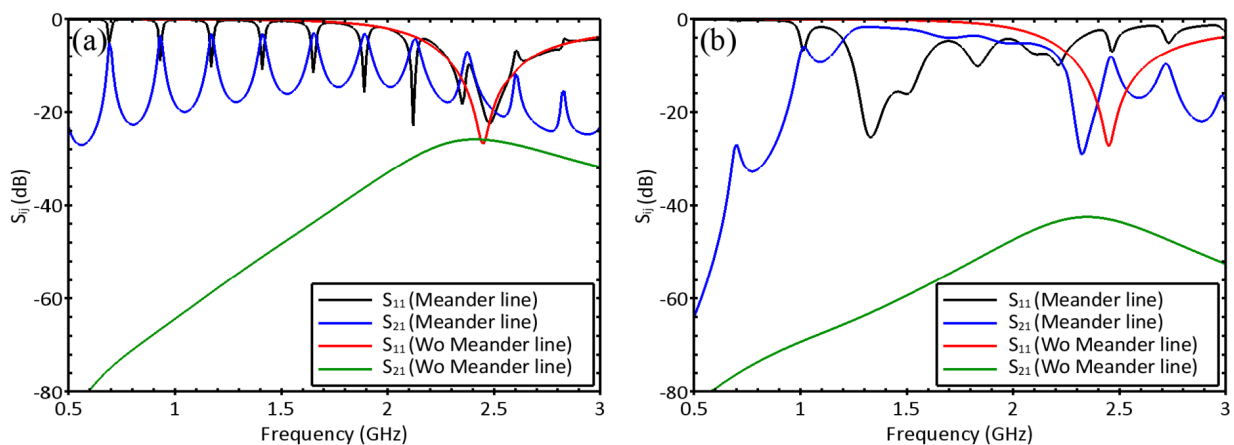 (a)
0
-20
-40
-60
-80
S_ij (dB)
0.5 1 1.5 2 2.5 3
Frequency (GHz)
S₁₁ (Meander line)
S₂₁ (Meander line)
S₁₁ (Wo Meander line)
S₂₁ (Wo Meander line)
(b)
0
-20
-40
-60
-80
S_ij (dB)
0.5 1 1.5 2 2.5 3
Frequency (GHz)
S₁₁ (Meander line)
S₂₁ (Meander line)
S₁₁ (Wo Meander line)
S₂₁ (Wo Meander line)